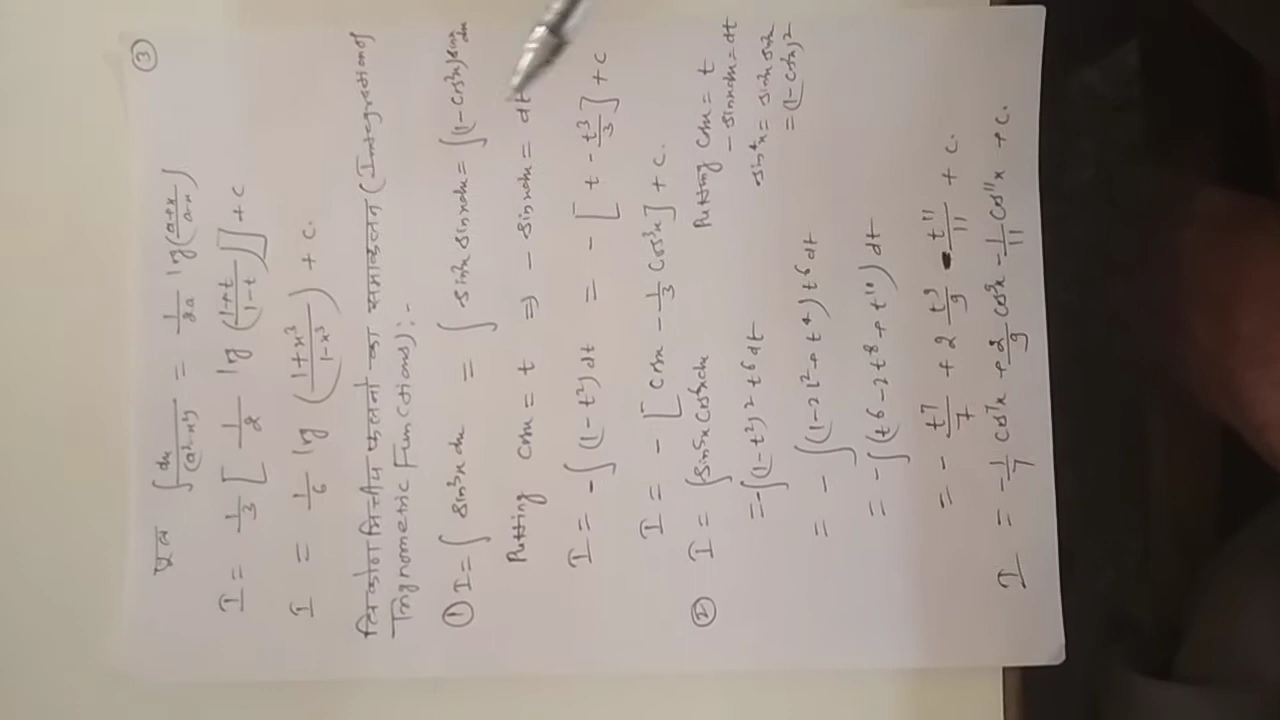 ③
सूत्र ∫ dx/(a²-x²) = 1/2a log(a+x/a-x)
I = 1/3 [ 1/2 log (1+t/1-t) ] + c
I = 1/6 log (1+x³/1-x³) + c.
त्रिकोणमितीय फलनों का समाकलन (Integration of
Trignometric Functions):-
① I = ∫ sin³x dx = ∫ sin²x sinx dx = ∫(1-cos²x) sinx dx
Putting cosx = t ⇒ - sinx dx = dt
I = -∫(1-t²) dt = - [ t - t³/3 ] + c
I = - [ cosx - 1/3 cos³x ] + c.
② I = ∫ sin⁵x cos⁶x dx Putting cosx = t
- sinx dx = dt
= -∫(1-t²)² t⁶ dt sin⁴x = sin²x sin²x
= (1-cos²x)²
= - ∫(1-2t²+t⁴) t⁶ dt
= -∫(t⁶-2t⁸+t¹⁰) dt
= - t⁷/7 + 2 t⁹/9 - t¹¹/11 + c.
I = -1/7 cos⁷x + 2/9 cos⁹x - 1/11 cos¹¹x + c.